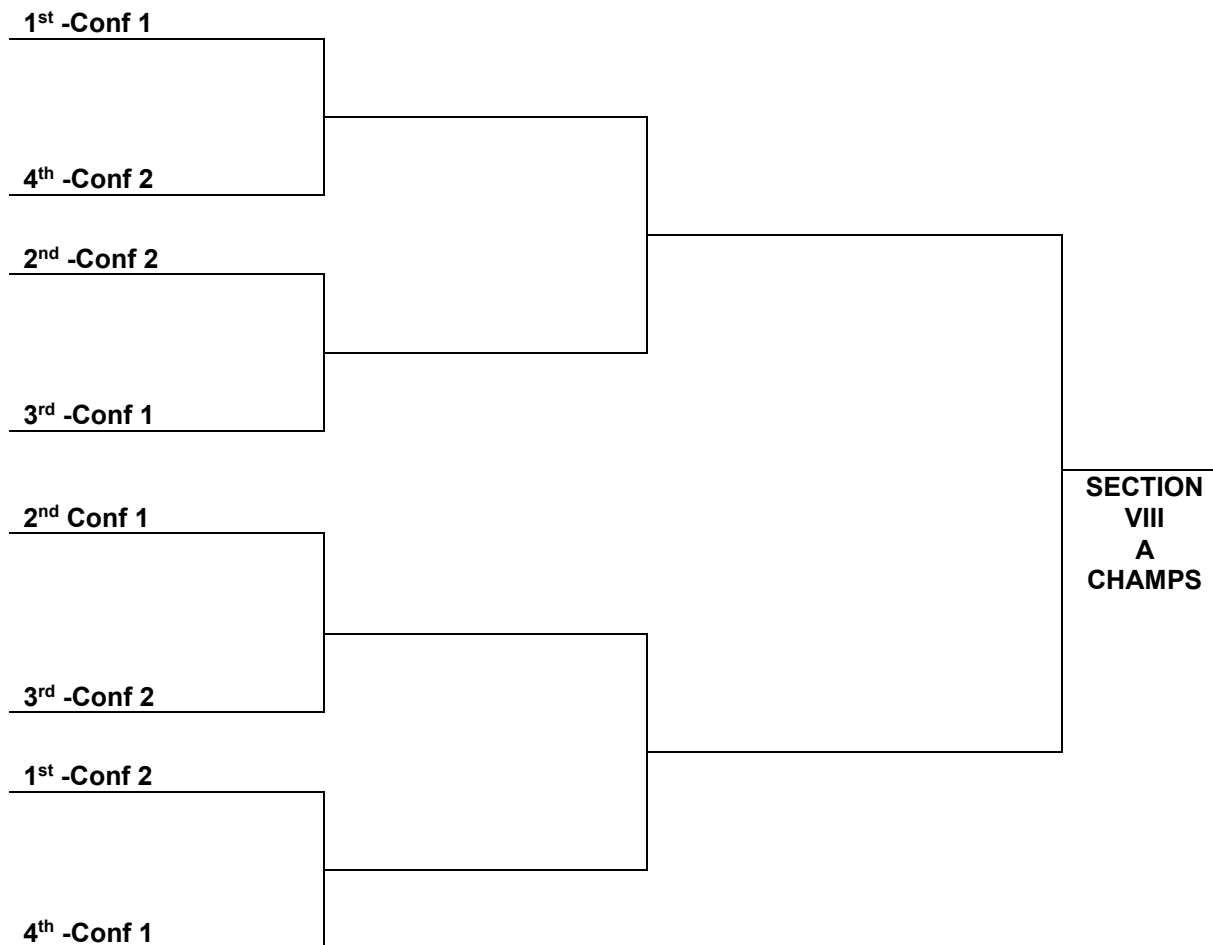 1st -Conf 1
4th -Conf 2
2nd -Conf 2
3rd -Conf 1
2nd Conf 1
3rd -Conf 2
1st -Conf 2
4th -Conf 1
SECTION
VIII
A
CHAMPS